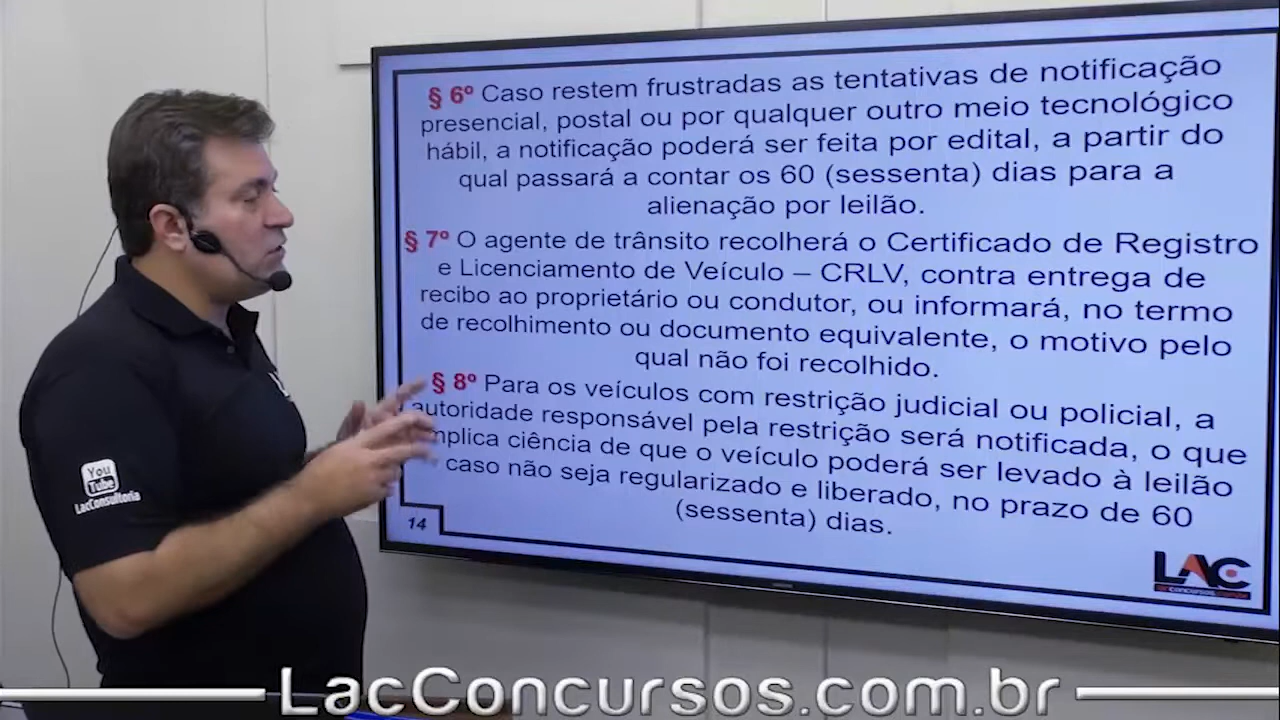 § 6º Caso restem frustradas as tentativas de notificação
presencial, postal ou por qualquer outro meio tecnológico
hábil, a notificação poderá ser feita por edital, a partir do
qual passará a contar os 60 (sessenta) dias para a
alienação por leilão.
§ 7º O agente de trânsito recolherá o Certificado de Registro
e Licenciamento de Veículo – CRLV, contra entrega de
recibo ao proprietário ou condutor, ou informará, no termo
de recolhimento ou documento equivalente, o motivo pelo
qual não foi recolhido.
§ 8º Para os veículos com restrição judicial ou policial, a
autoridade responsável pela restrição será notificada, o que
mplica ciência de que o veículo poderá ser levado à leilão
caso não seja regularizado e liberado, no prazo de 60
(sessenta) dias.
14
LAC
You
Tube
LacConsultoria
LacConcursos.com.br